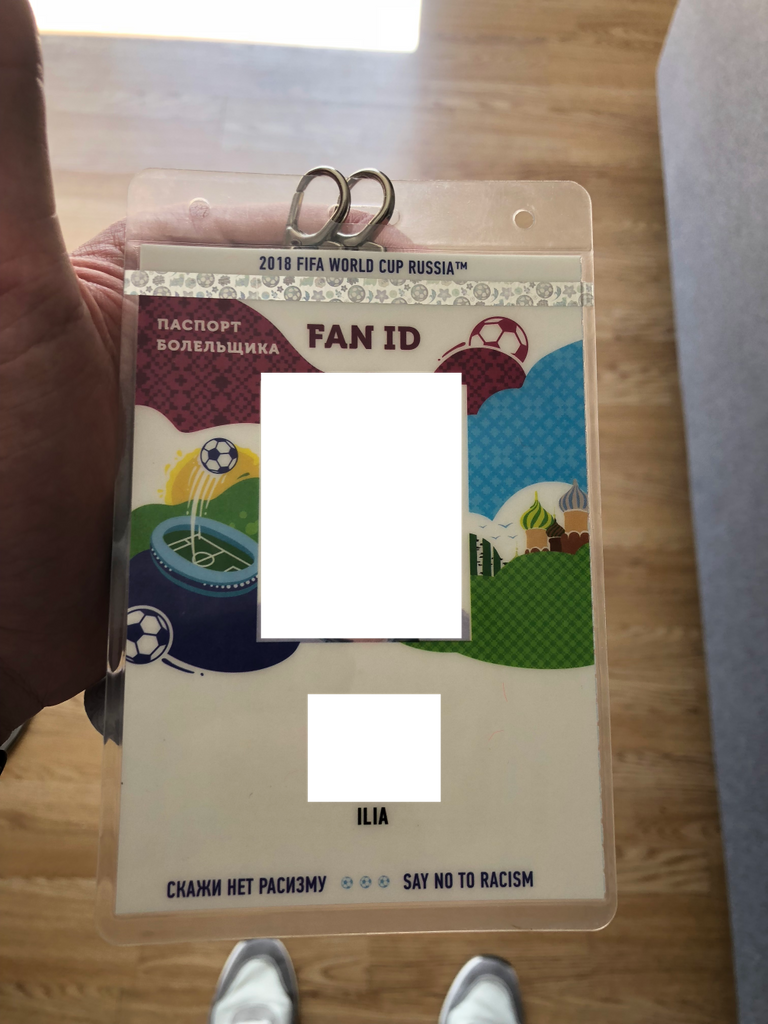 2018 FIFA WORLD CUP RUSSIA™
ПАСПОРТ
БОЛЕЛЬЩИКА
FAN ID
ILIA
СКАЖИ НЕТ РАСИЗМУ SAY NO TO RACISM